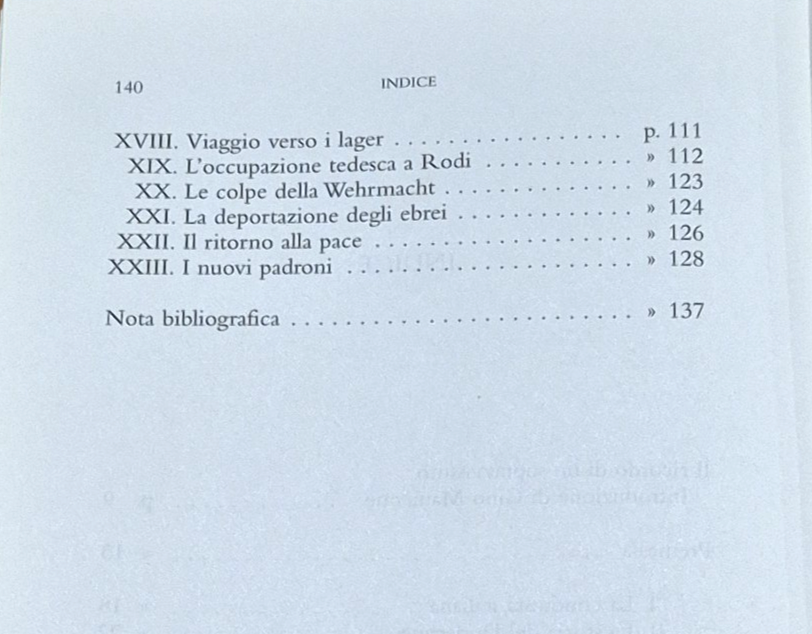 140 INDICE
XVIII. Viaggio verso i lager . . . . . . . . . . . . . . . . . p. 111
XIX. L'occupazione tedesca a Rodi . . . . . . . . . . . » 112
XX. Le colpe della Wehrmacht . . . . . . . . . . . . . . » 123
XXI. La deportazione degli ebrei . . . . . . . . . . . . . » 124
XXII. Il ritorno alla pace . . . . . . . . . . . . . . . . . . . » 126
XXIII. I nuovi padroni . . . . . . . . . . . . . . . . . . . . . » 128
Nota bibliografica . . . . . . . . . . . . . . . . . . . . . . . . . » 137